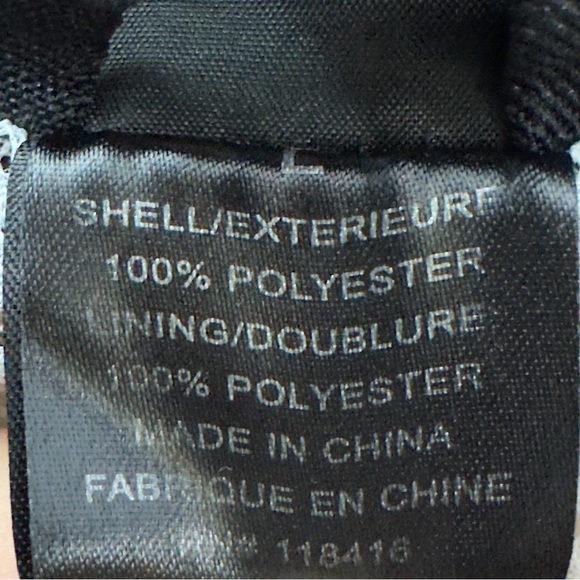 L
SHELL/EXTERIEURE
100% POLYESTER
LINING/DOUBLURE
100% POLYESTER
MADE IN CHINA
FABRIQUE EN CHINE
118416